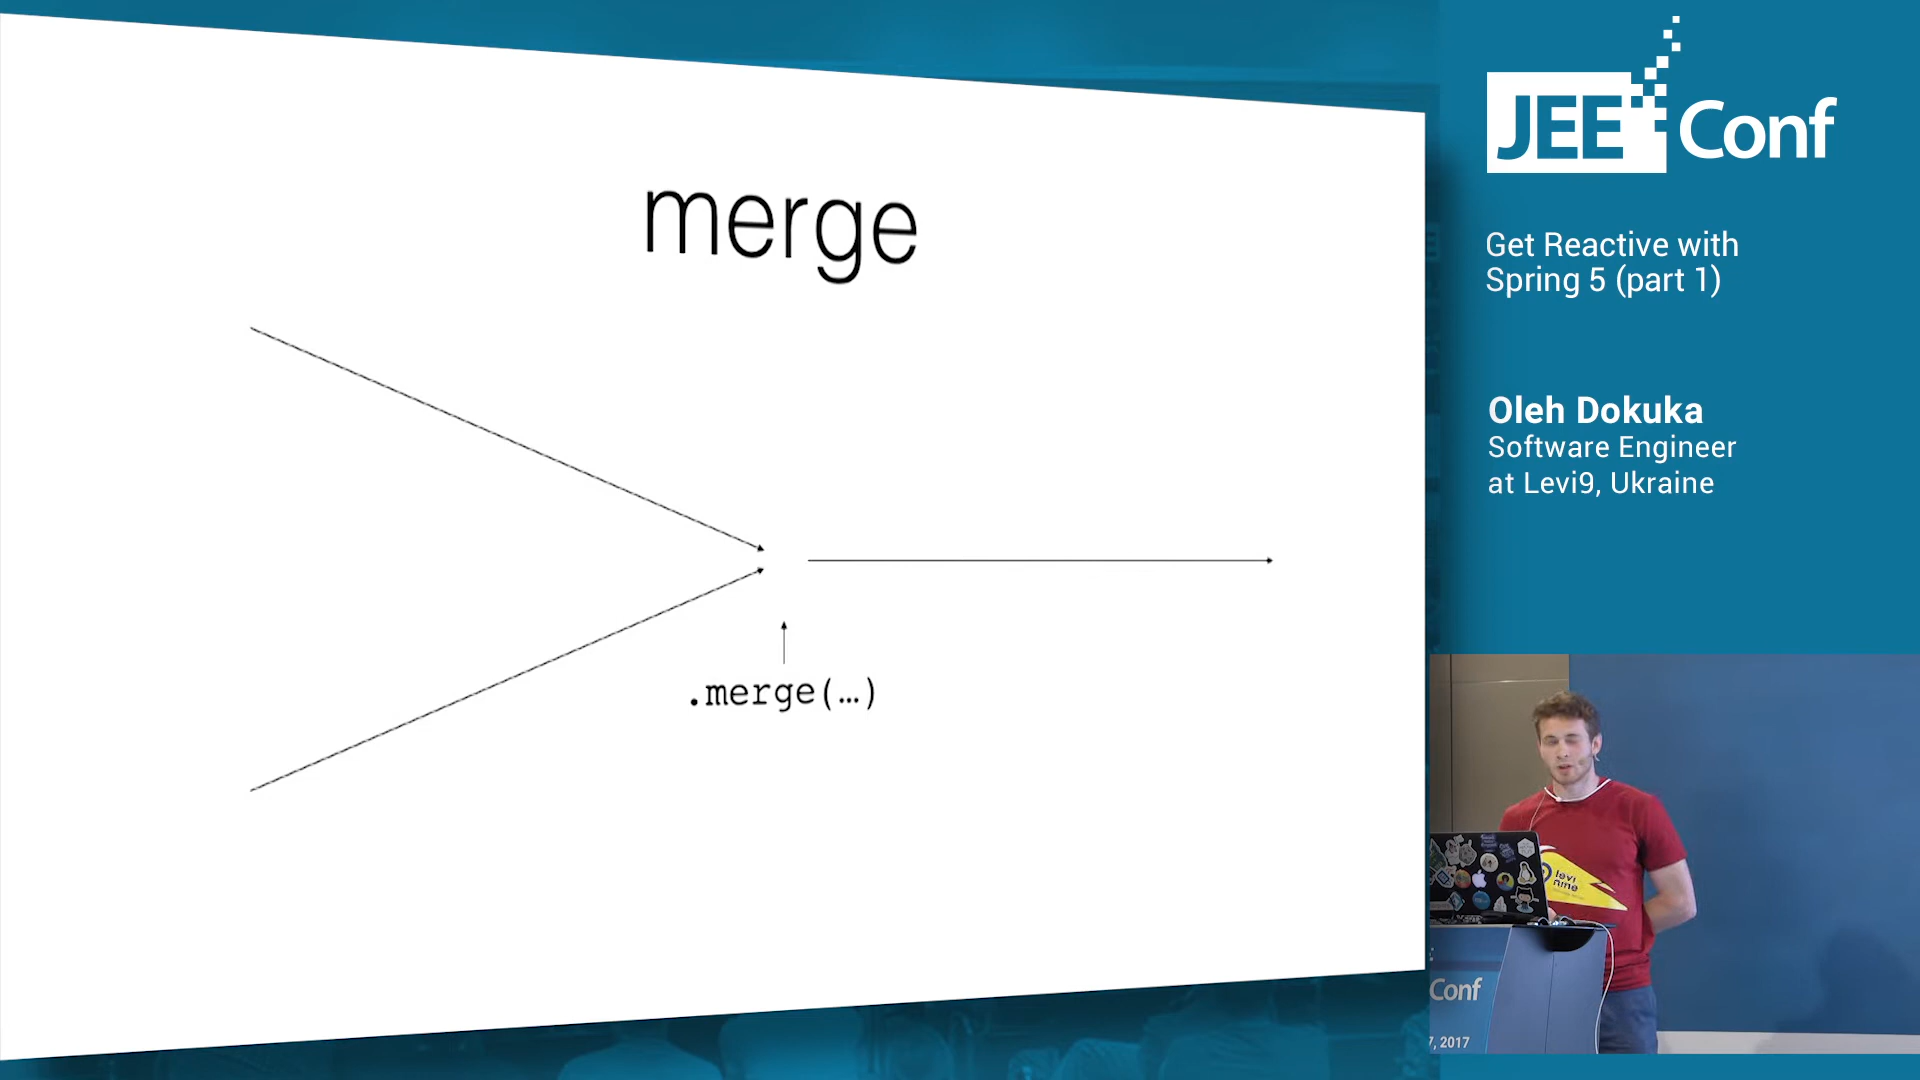 merge
.merge(…)
JEE Conf
Get Reactive with
Spring 5 (part 1)
Oleh Dokuka
Software Engineer
at Levi9, Ukraine
levi
nine
Conf
7, 2017